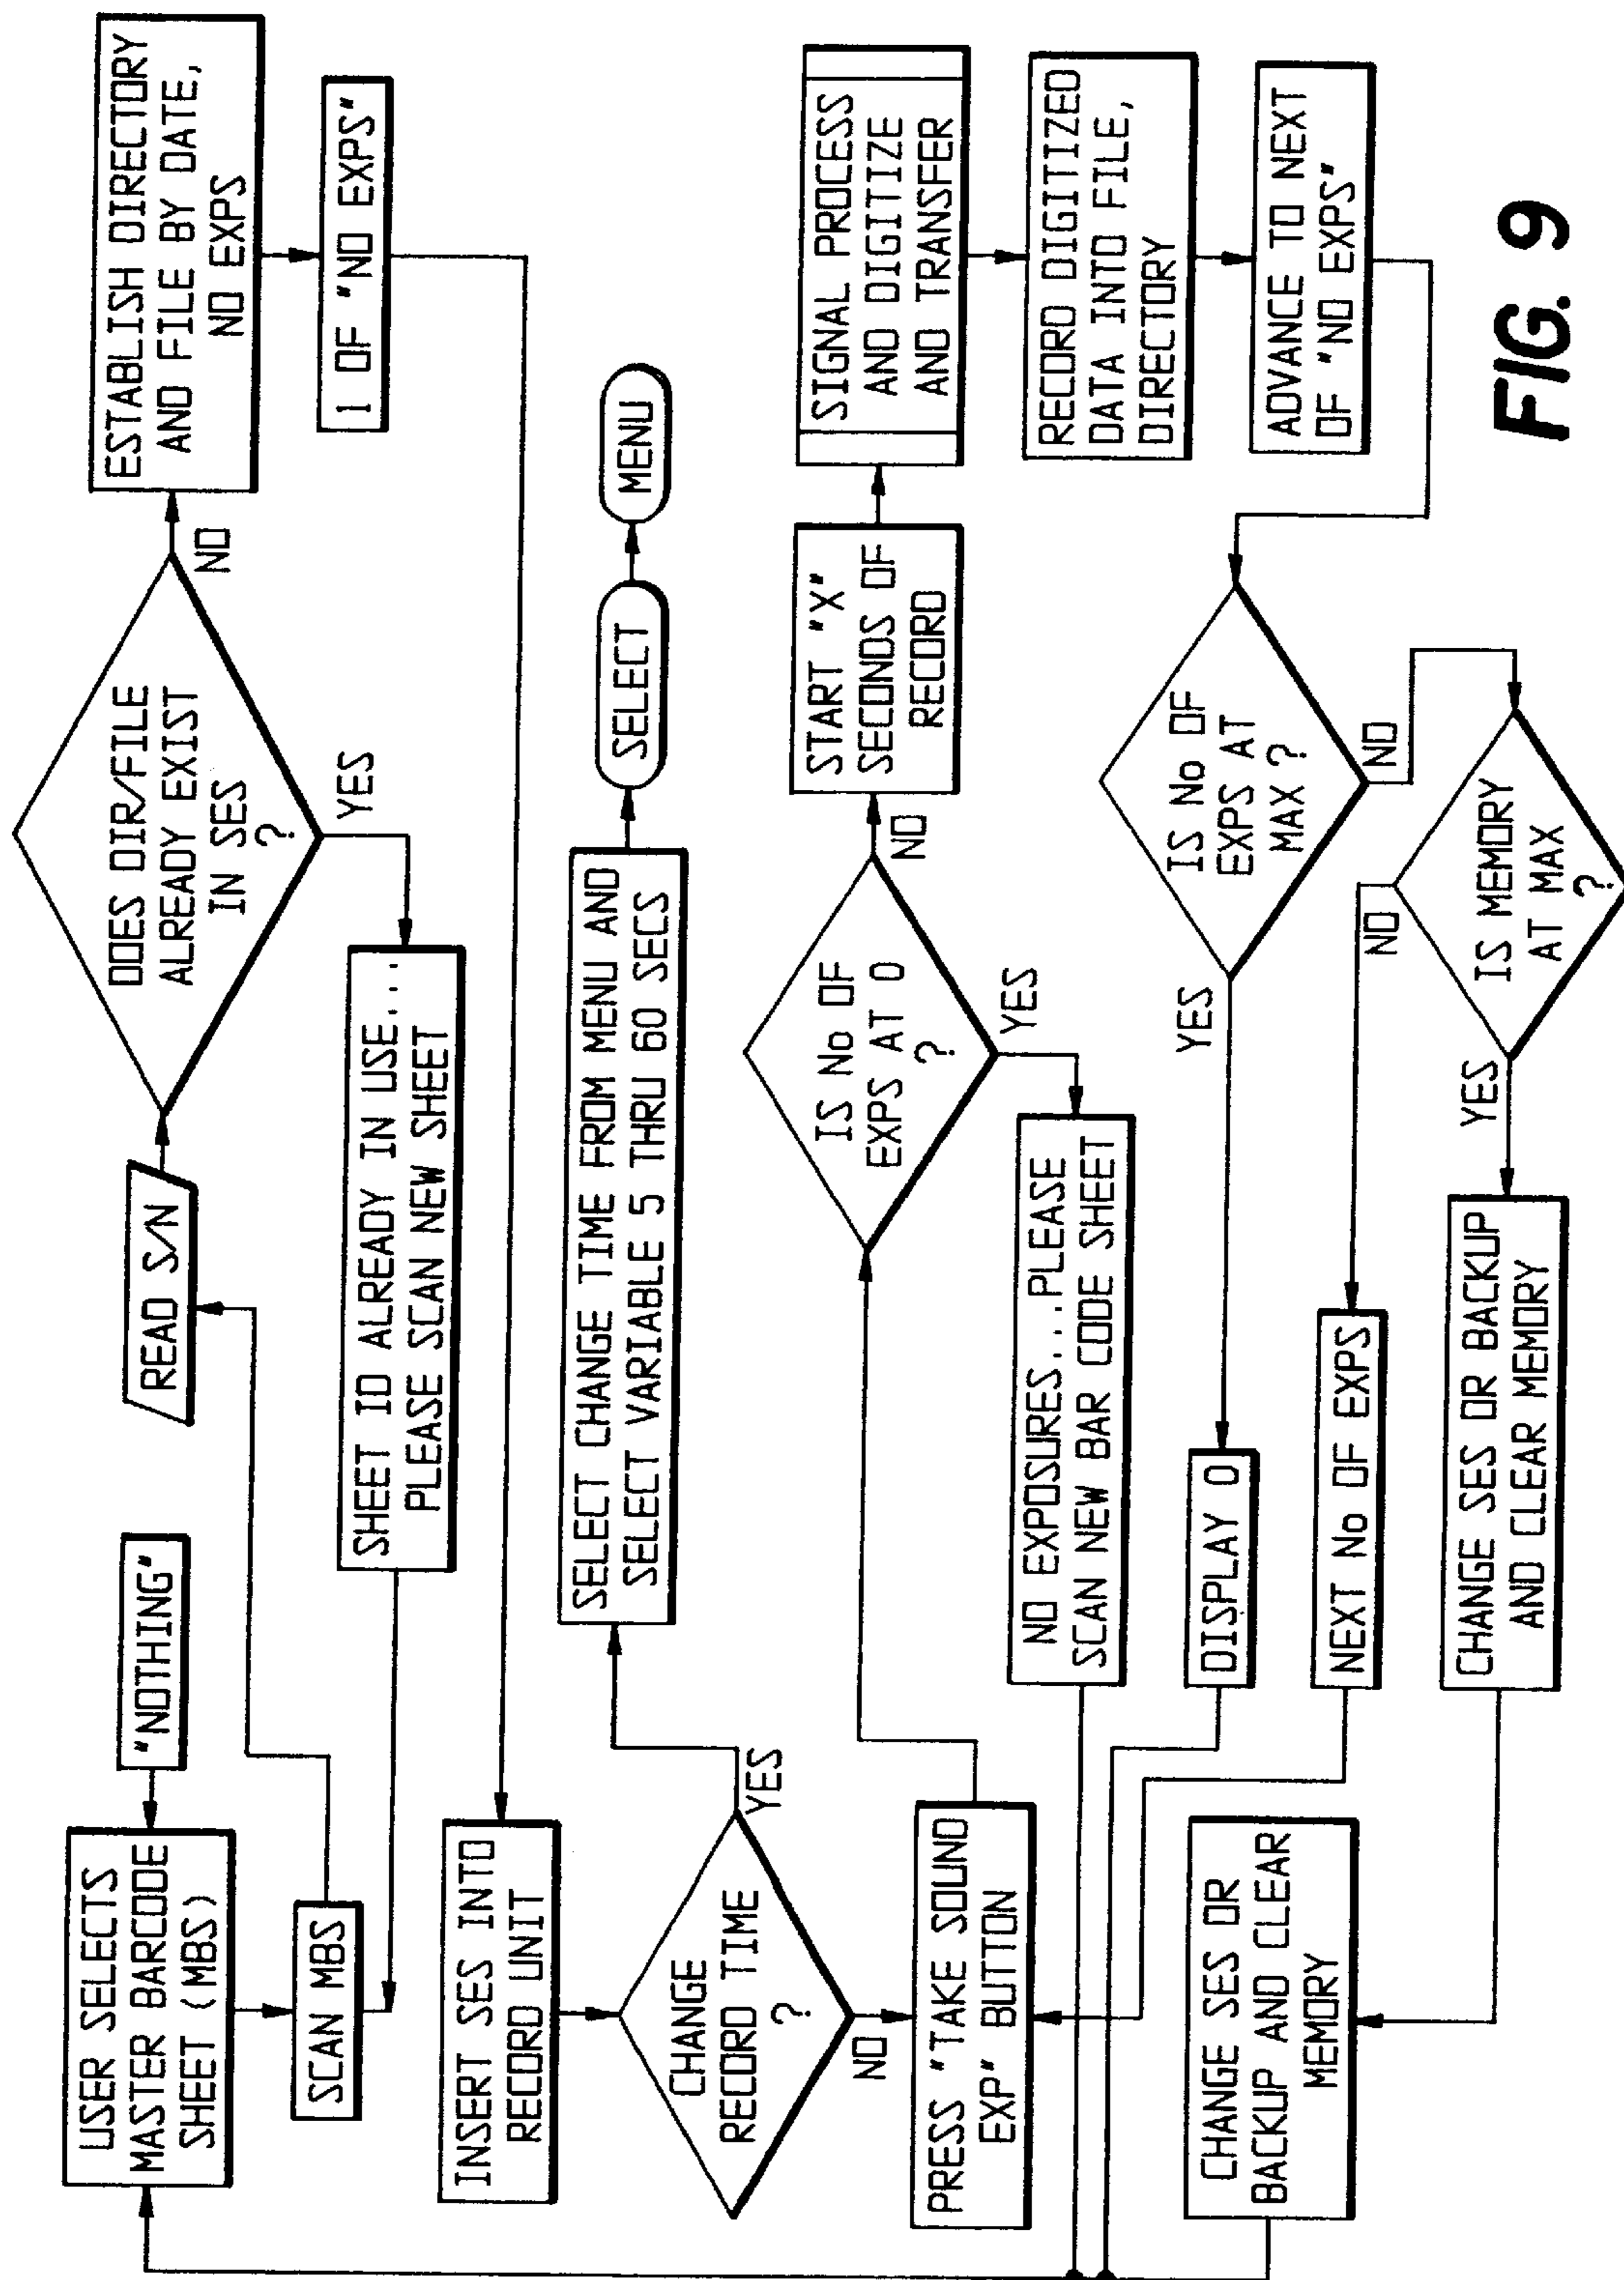 USER SELECTS
MASTER BARCODE
SHEET (MBS)
"NOTHING"
SCAN MBS
READ S/N
DOES DIR/FILE
ALREADY EXIST
IN SES
?
NO
YES
ESTABLISH DIRECTORY
AND FILE BY DATE,
NO EXPS
1 OF "NO EXPS"
SHEET ID ALREADY IN USE...
PLEASE SCAN NEW SHEET
INSERT SES INTO
RECORD UNIT
CHANGE
RECORD TIME
?
YES
NO
SELECT CHANGE TIME FROM MENU AND
SELECT VARIABLE 5 THRU 60 SECS
SELECT
MENU
PRESS "TAKE SOUND
EXP" BUTTON
IS No OF
EXPS AT 0
?
NO
YES
START "X"
SECONDS OF
RECORD
SIGNAL PROCESS
AND DIGITIZE
AND TRANSFER
RECORD DIGITIZED
DATA INTO FILE,
DIRECTORY
ADVANCE TO NEXT
OF "NO EXPS"
NO EXPOSURES...PLEASE
SCAN NEW BAR CODE SHEET
IS No OF
EXPS AT
MAX ?
YES
NO
DISPLAY 0
IS MEMORY
AT MAX
?
NO
YES
NEXT No OF EXPS
CHANGE SES OR BACKUP
AND CLEAR MEMORY
CHANGE SES OR
BACKUP AND CLEAR
MEMORY
FIG. 9